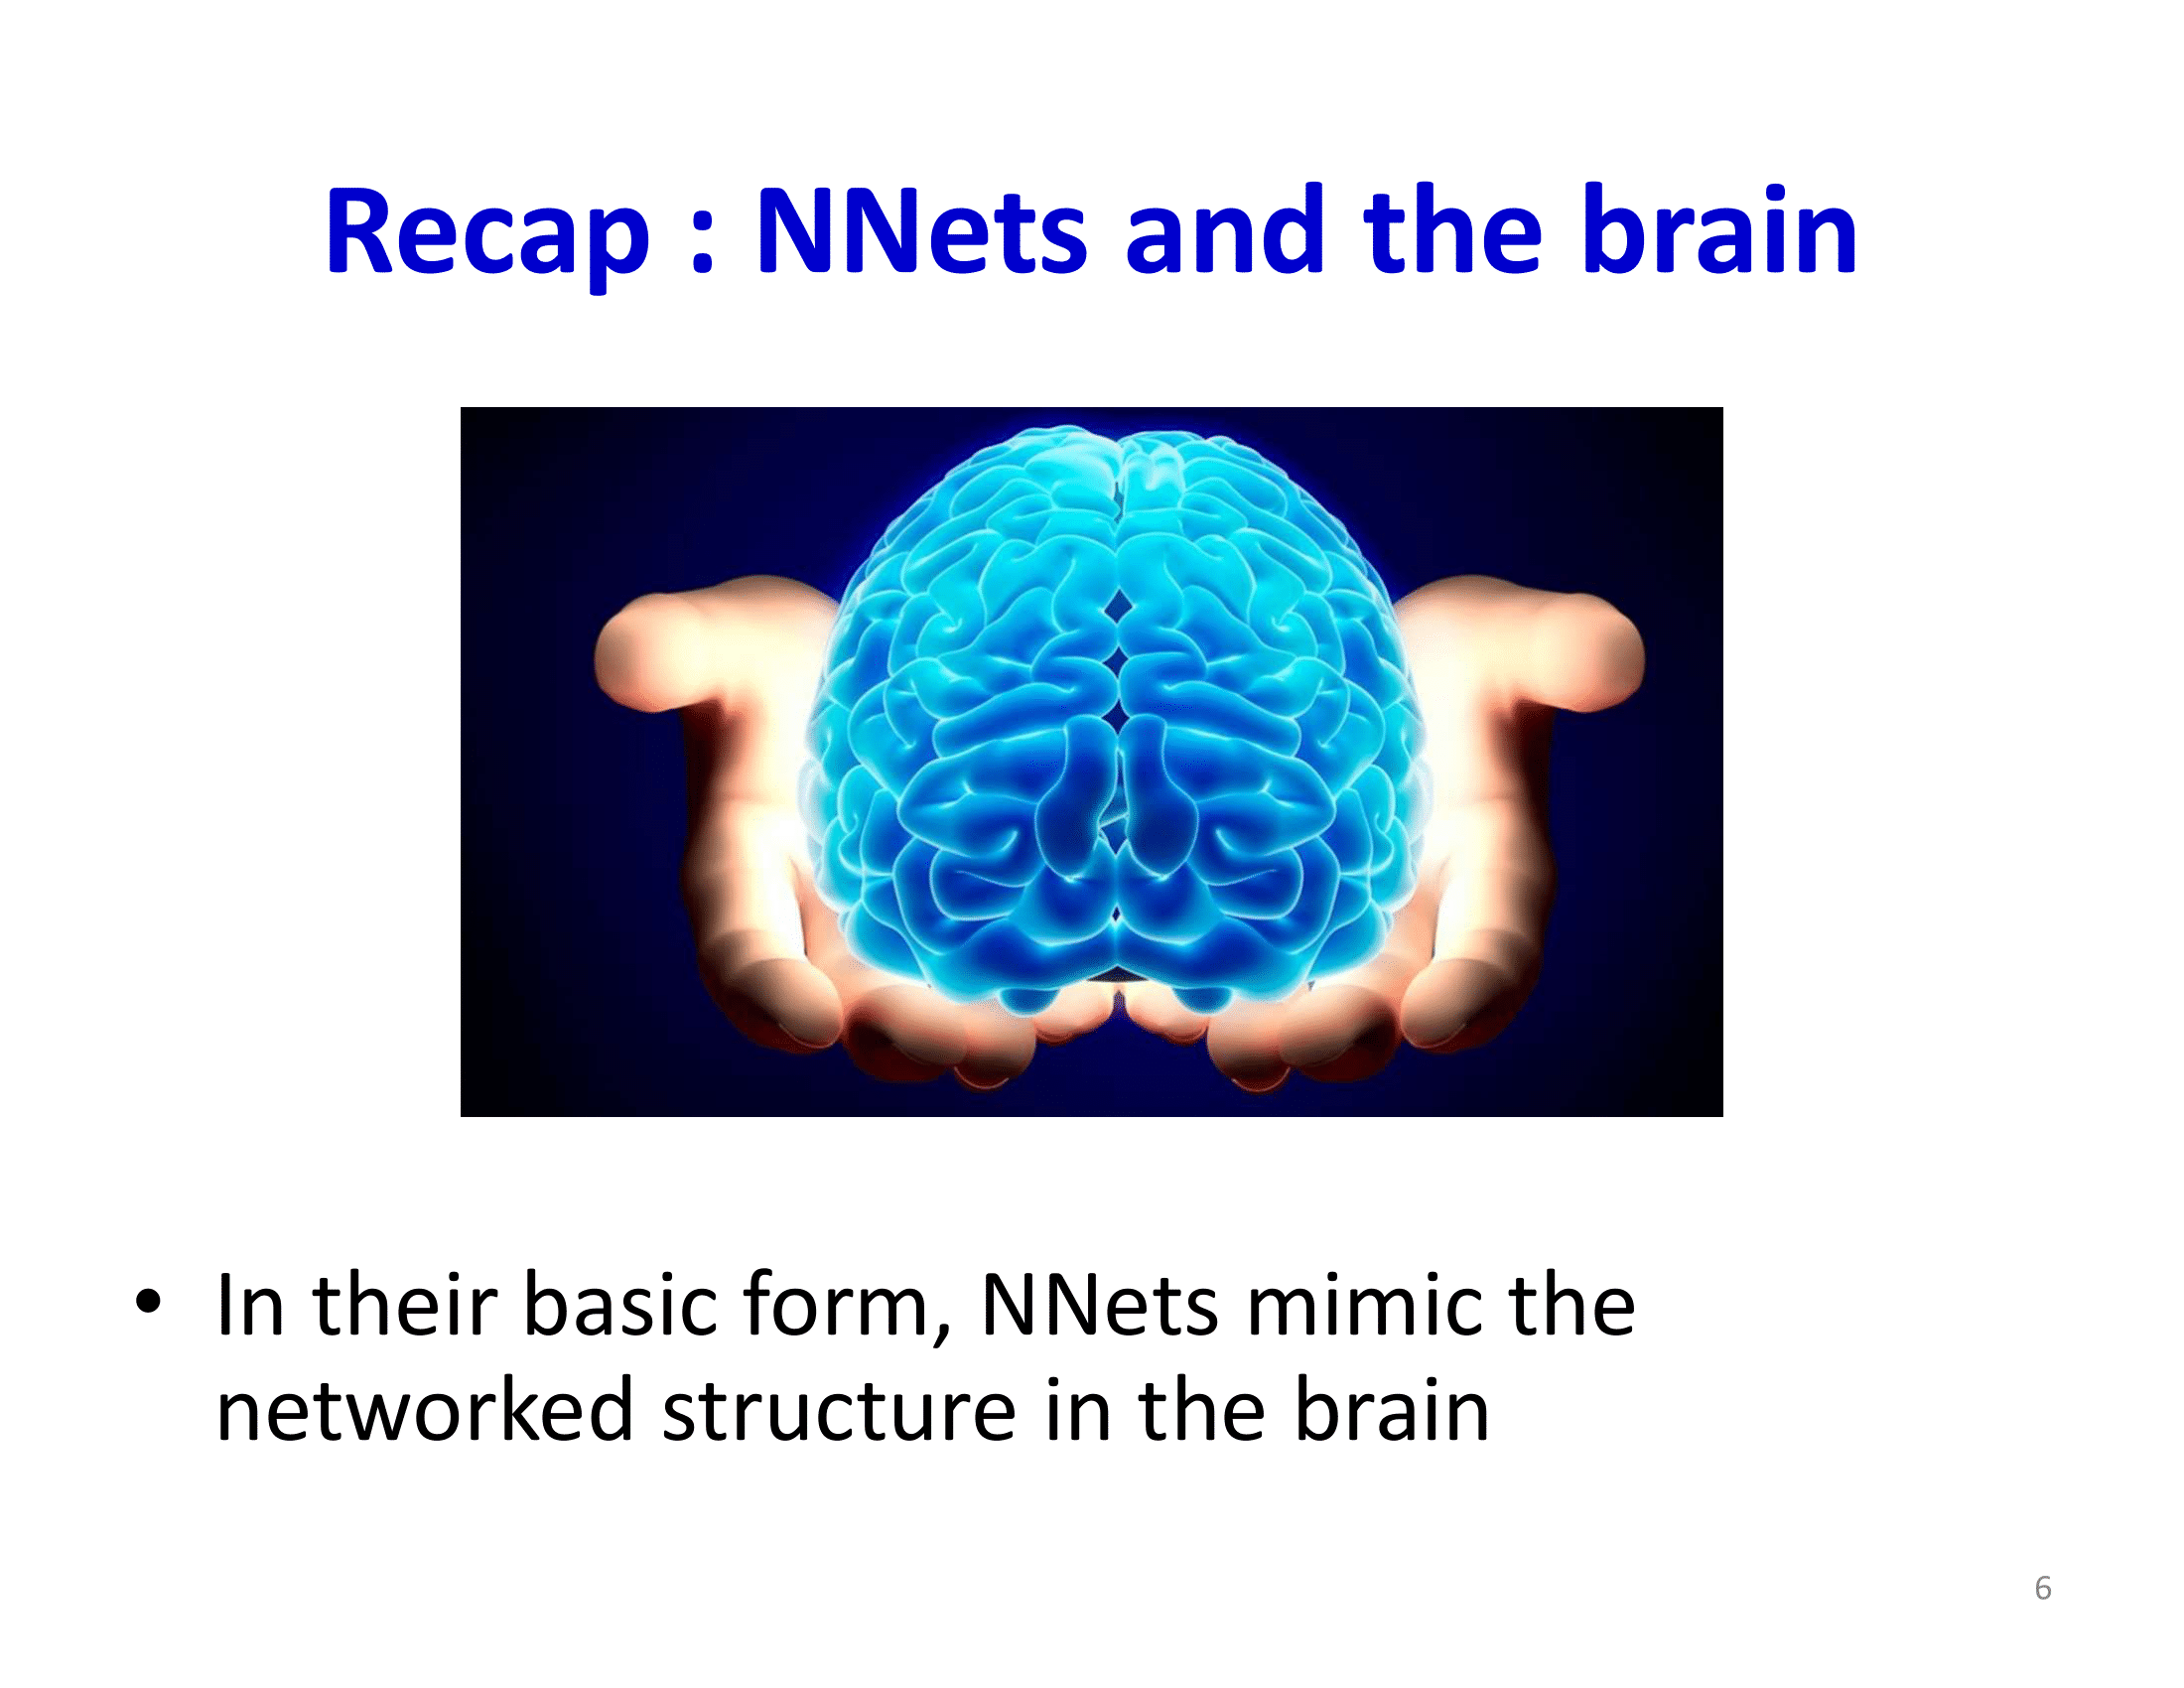 Recap : NNets and the brain
• In their basic form, NNets mimic the
networked structure in the brain
6